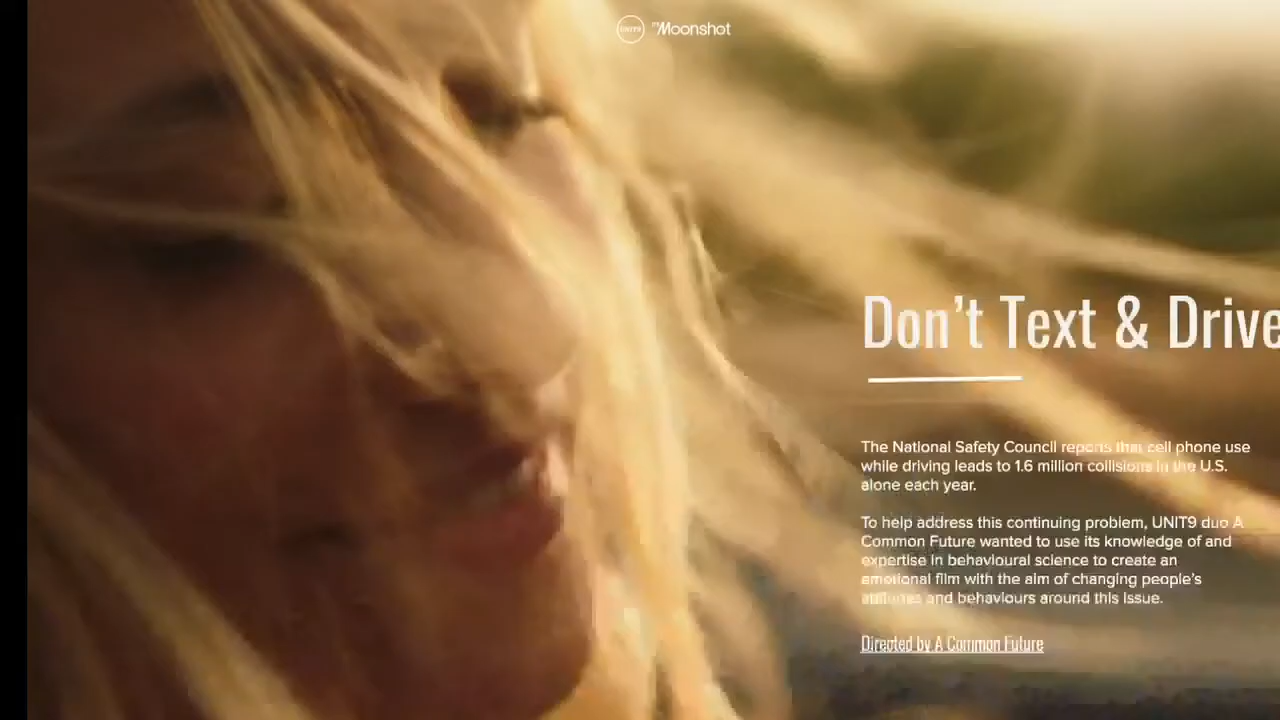 UNIT9 Moonshot
Don't Text & Drive
The National Safety Council reports that cell phone use
while driving leads to 1.6 million collisions in the U.S.
alone each year.
To help address this continuing problem, UNIT9 duo A
Common Future wanted to use its knowledge of and
expertise in behavioural science to create an
emotional film with the aim of changing people's
attitudes and behaviours around this issue.
Directed by A Common Future